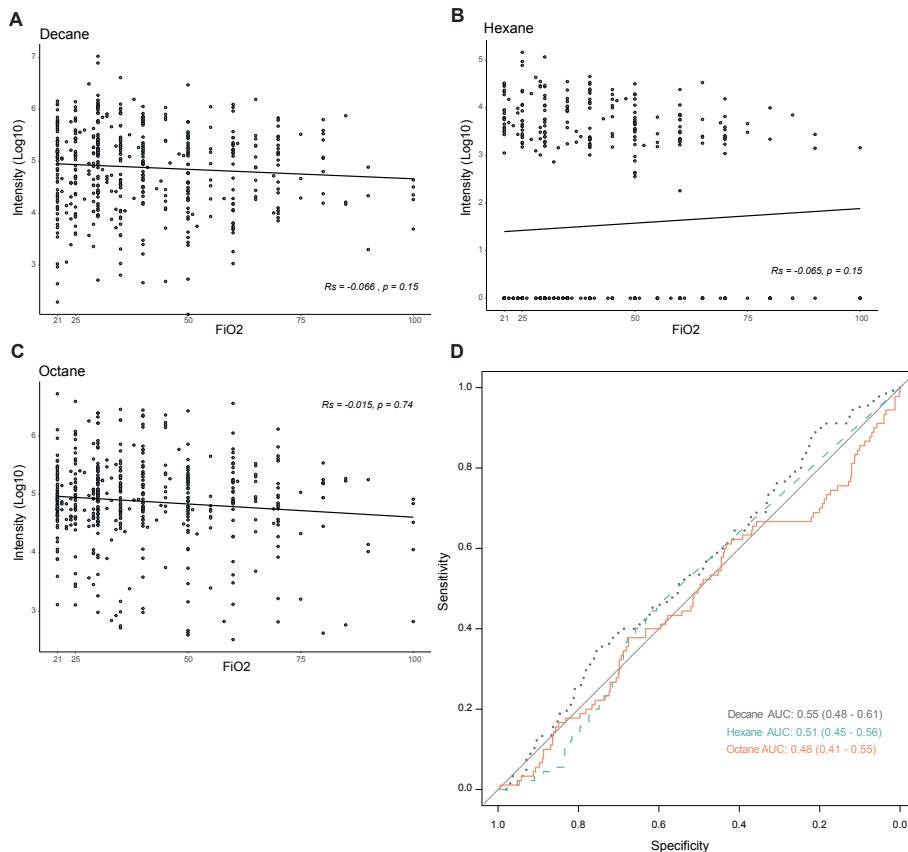 A
Decane
7
6
5
4
3
Intensity (Log10)
Rs = -0.066 , p = 0.15
21
25
50
75
100
FiO2
B
Hexane
5
4
3
2
1
0
Intensity (Log10)
Rs = -0.065, p = 0.15
21
25
50
75
100
FiO2
C
Octane
6
5
4
3
Intensity (Log10)
Rs = -0.015, p = 0.74
21
25
50
75
100
FiO2
D
1.0
0.8
0.6
0.4
0.2
0.0
Sensitivity
Decane AUC: 0.55 (0.48 - 0.61)
Hexane AUC: 0.51 (0.45 - 0.56)
Octane AUC: 0.48 (0.41 - 0.55)
1.0
0.8
0.6
0.4
0.2
0.0
Specificity